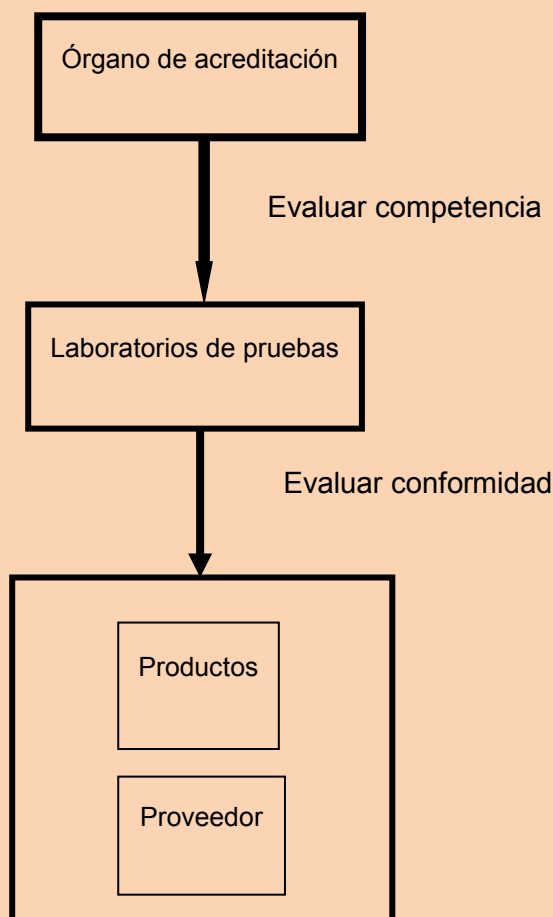 Órgano de acreditación
Evaluar competencia
Laboratorios de pruebas
Evaluar conformidad
Productos
Proveedor